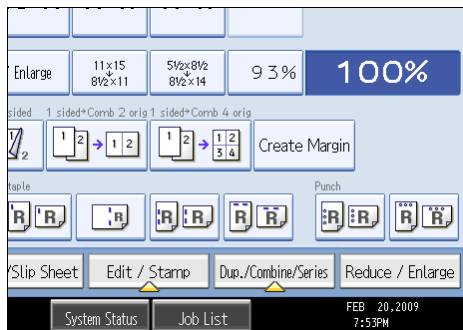 Enlarge
11×15
8½×11
5½×8½
8½×14
93%
100%
sided
1 sided→Comb 2 orig
1 sided→Comb 4 orig
2
1 2 → 1 2
1 2 → 1 2
3 4
Create Margin
taple
Punch
R R
R
R R
R R
R R
R R
/Slip Sheet
Edit / Stamp
Dup./Combine/Series
Reduce / Enlarge
System Status
Job List
FEB 20,2009
7:53PM